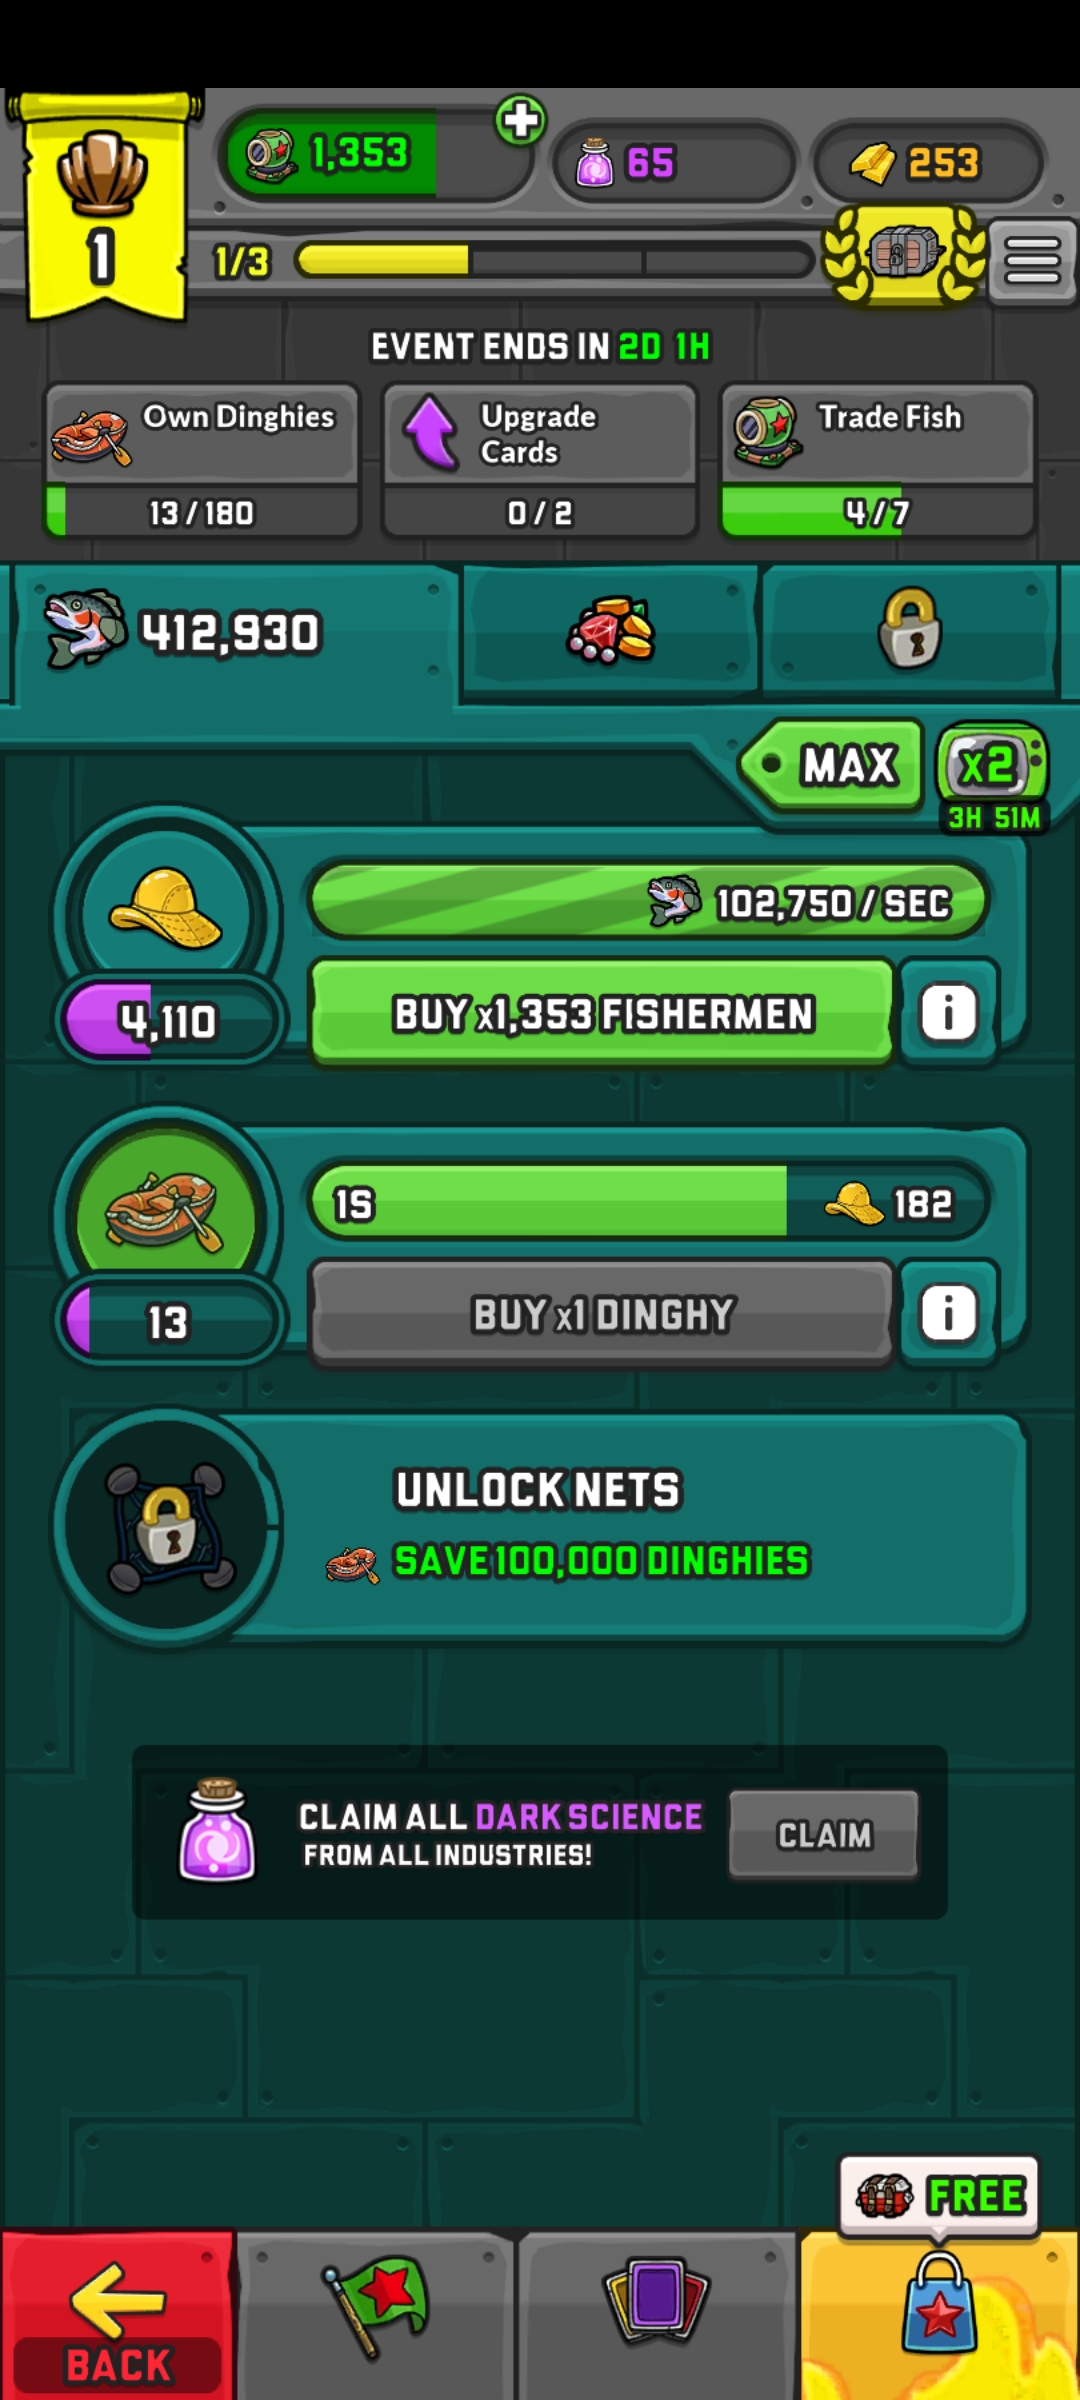 1,353
65
253
1
1/3
EVENT ENDS IN 2D 1H
Own Dinghies
13 / 180
Upgrade
Cards
0 / 2
Trade Fish
4 / 7
412,930
MAX
x2
3H 51M
102,750 / SEC
4,110
BUY x1,353 FISHERMEN
i
1S
182
13
BUY x1 DINGHY
i
UNLOCK NETS
SAVE 100,000 DINGHIES
CLAIM ALL DARK SCIENCE
FROM ALL INDUSTRIES!
CLAIM
FREE
BACK